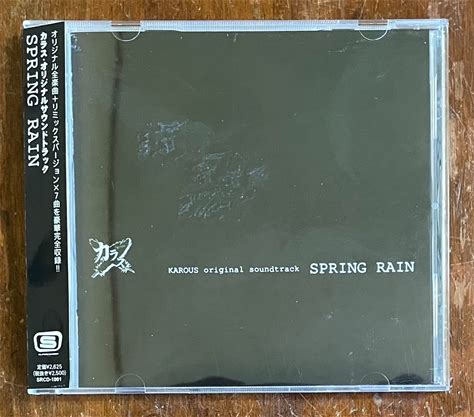 オリジナル全楽曲+リミックスバージョン×7曲を豪華完全収録!!
カラス・オリジナルサウンドトラック
SPRING RAIN
定価¥2,625
(税抜き¥2,500)
SRCD-1001
カラス
KAROUS original soundtrack SPRING RAIN